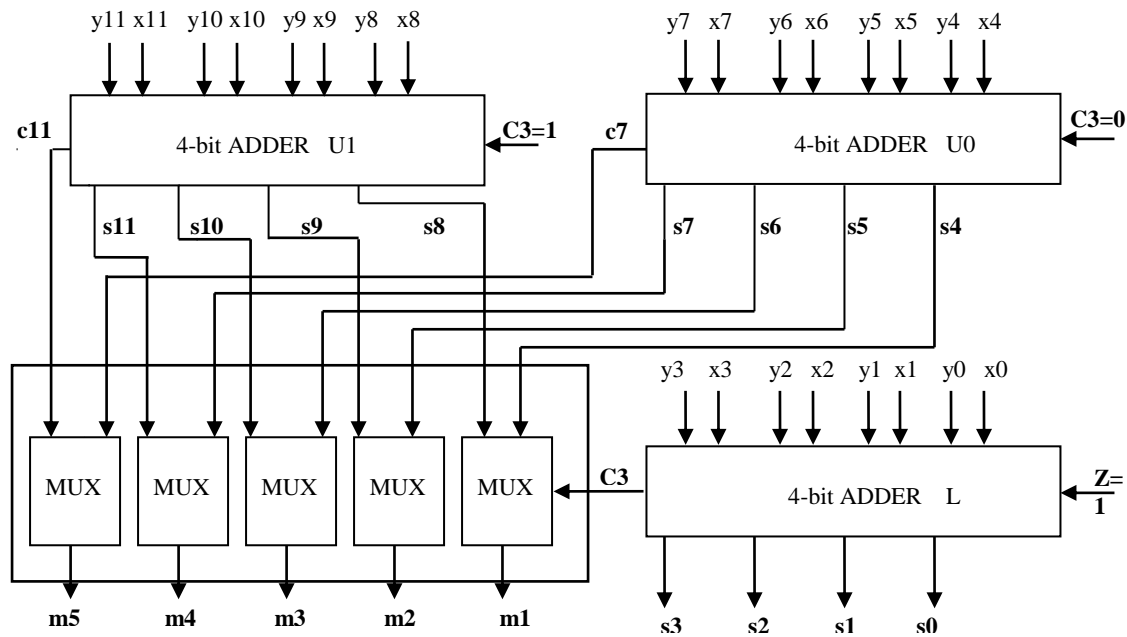 y11 x11 y10 x10 y9 x9 y8 x8 y7 x7 y6 x6 y5 x5 y4 x4
c11 4-bit ADDER U1 C3=1 c7 4-bit ADDER U0 C3=0
s11 s10 s9 s8 s7 s6 s5 s4
y3 x3 y2 x2 y1 x1 y0 x0
MUX MUX MUX MUX MUX C3 4-bit ADDER L Z=
1
m5 m4 m3 m2 m1 s3 s2 s1 s0